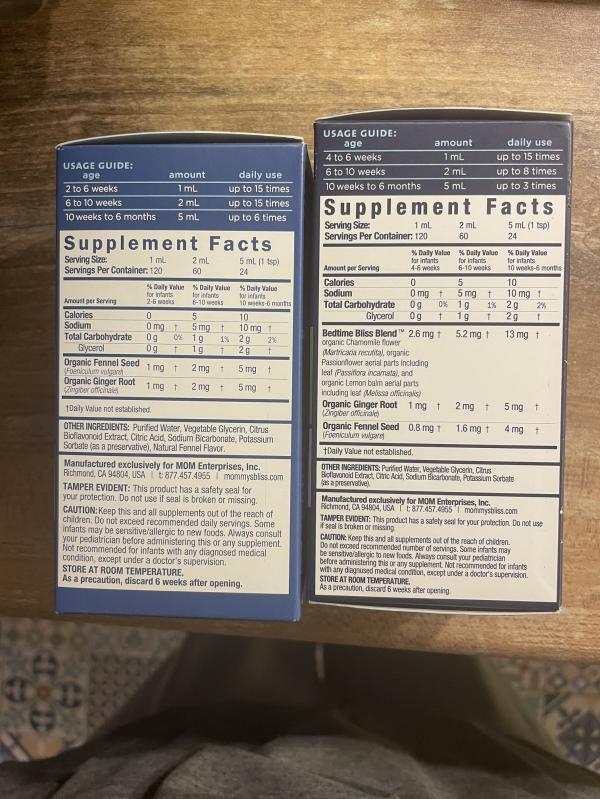 USAGE GUIDE:
age amount daily use
2 to 6 weeks 1 mL up to 15 times
6 to 10 weeks 2 mL up to 15 times
10 weeks to 6 months 5 mL up to 6 times
Supplement Facts
Serving Size: 1 mL 2 mL 5 mL (1 tsp)
Servings Per Container: 120 60 24
% Daily Value % Daily Value % Daily Value
for infants for infants for infants
Amount per Serving 2-6 weeks 6-10 weeks 10 weeks-6 months
Calories 0 5 10
Sodium 0 mg † 5 mg † 10 mg †
Total Carbohydrate 0 g 0% 1 g 1% 2 g 2%
Glycerol 0 g † 1 g † 2 g †
Organic Fennel Seed 1 mg † 2 mg † 5 mg †
(Foeniculum vulgare)
Organic Ginger Root 1 mg † 2 mg † 5 mg †
(Zingiber officinale)
†Daily Value not established.
OTHER INGREDIENTS: Purified Water, Vegetable Glycerin, Citrus
Bioflavonoid Extract, Citric Acid, Sodium Bicarbonate, Potassium
Sorbate (as a preservative), Natural Fennel Flavor.
Manufactured exclusively for MOM Enterprises, Inc.
Richmond, CA 94804, USA | t: 877.457.4955 | mommysbliss.com
TAMPER EVIDENT: This product has a safety seal for
your protection. Do not use if seal is broken or missing.
CAUTION: Keep this and all supplements out of the reach of
children. Do not exceed recommended daily servings. Some
infants may be sensitive/allergic to new foods. Always consult
your pediatrician before administering this or any supplement.
Not recommended for infants with any diagnosed medical
condition, except under a doctor's supervision.
STORE AT ROOM TEMPERATURE.
As a precaution, discard 6 weeks after opening.
USAGE GUIDE:
age amount daily use
4 to 6 weeks 1 mL up to 15 times
6 to 10 weeks 2 mL up to 8 times
10 weeks to 6 months 5 mL up to 3 times
Supplement Facts
Serving Size: 1 mL 2 mL 5 mL (1 tsp)
Servings Per Container: 120 60 24
% Daily Value % Daily Value % Daily Value
for infants for infants for infants
Amount per Serving 4-6 weeks 6-10 weeks 10 weeks-6 months
Calories 0 5 10
Sodium 0 mg † 5 mg † 10 mg †
Total Carbohydrate 0 g 0% 1 g 1% 2 g 2%
Glycerol 0 g † 1 g † 2 g †
Bedtime Bliss Blend™ 2.6 mg † 5.2 mg † 13 mg †
organic Chamomile flower
(Martricaria recutita), organic
Passionflower aerial parts including
leaf (Passiflora incarnata), and
organic Lemon balm aerial parts
including leaf (Melissa officinalis)
Organic Ginger Root 1 mg † 2 mg † 5 mg †
(Zingiber officinale)
Organic Fennel Seed 0.8 mg † 1.6 mg † 4 mg †
(Foeniculum vulgare)
†Daily Value not established.
OTHER INGREDIENTS: Purified Water, Vegetable Glycerin, Citrus
Bioflavonoid Extract, Citric Acid, Sodium Bicarbonate, Potassium Sorbate
(as a preservative).
Manufactured exclusively for MOM Enterprises, Inc.
Richmond, CA 94804, USA | t: 877.457.4955 | mommysbliss.com
TAMPER EVIDENT: This product has a safety seal for your protection. Do not use
if seal is broken or missing.
CAUTION: Keep this and all supplements out of the reach of children.
Do not exceed recommended number of servings. Some infants may
be sensitive/allergic to new foods. Always consult your pediatrician
before administering this or any supplement. Not recommended for infants
with any diagnosed medical condition, except under a doctor's supervision.
STORE AT ROOM TEMPERATURE.
As a precaution, discard 6 weeks after opening.